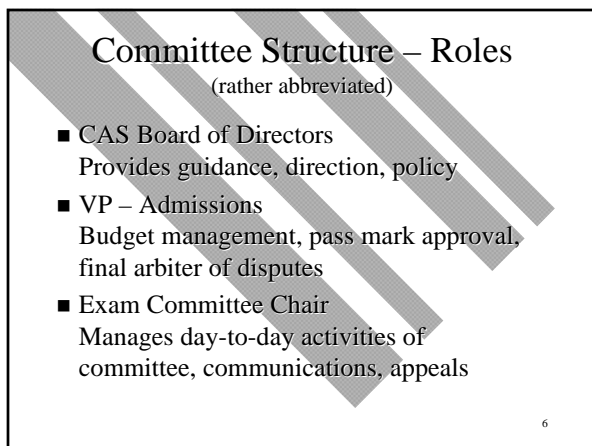 Committee Structure – Roles
(rather abbreviated)
■ CAS Board of Directors
Provides guidance, direction, policy
■ VP – Admissions
Budget management, pass mark approval,
final arbiter of disputes
■ Exam Committee Chair
Manages day-to-day activities of
committee, communications, appeals
6